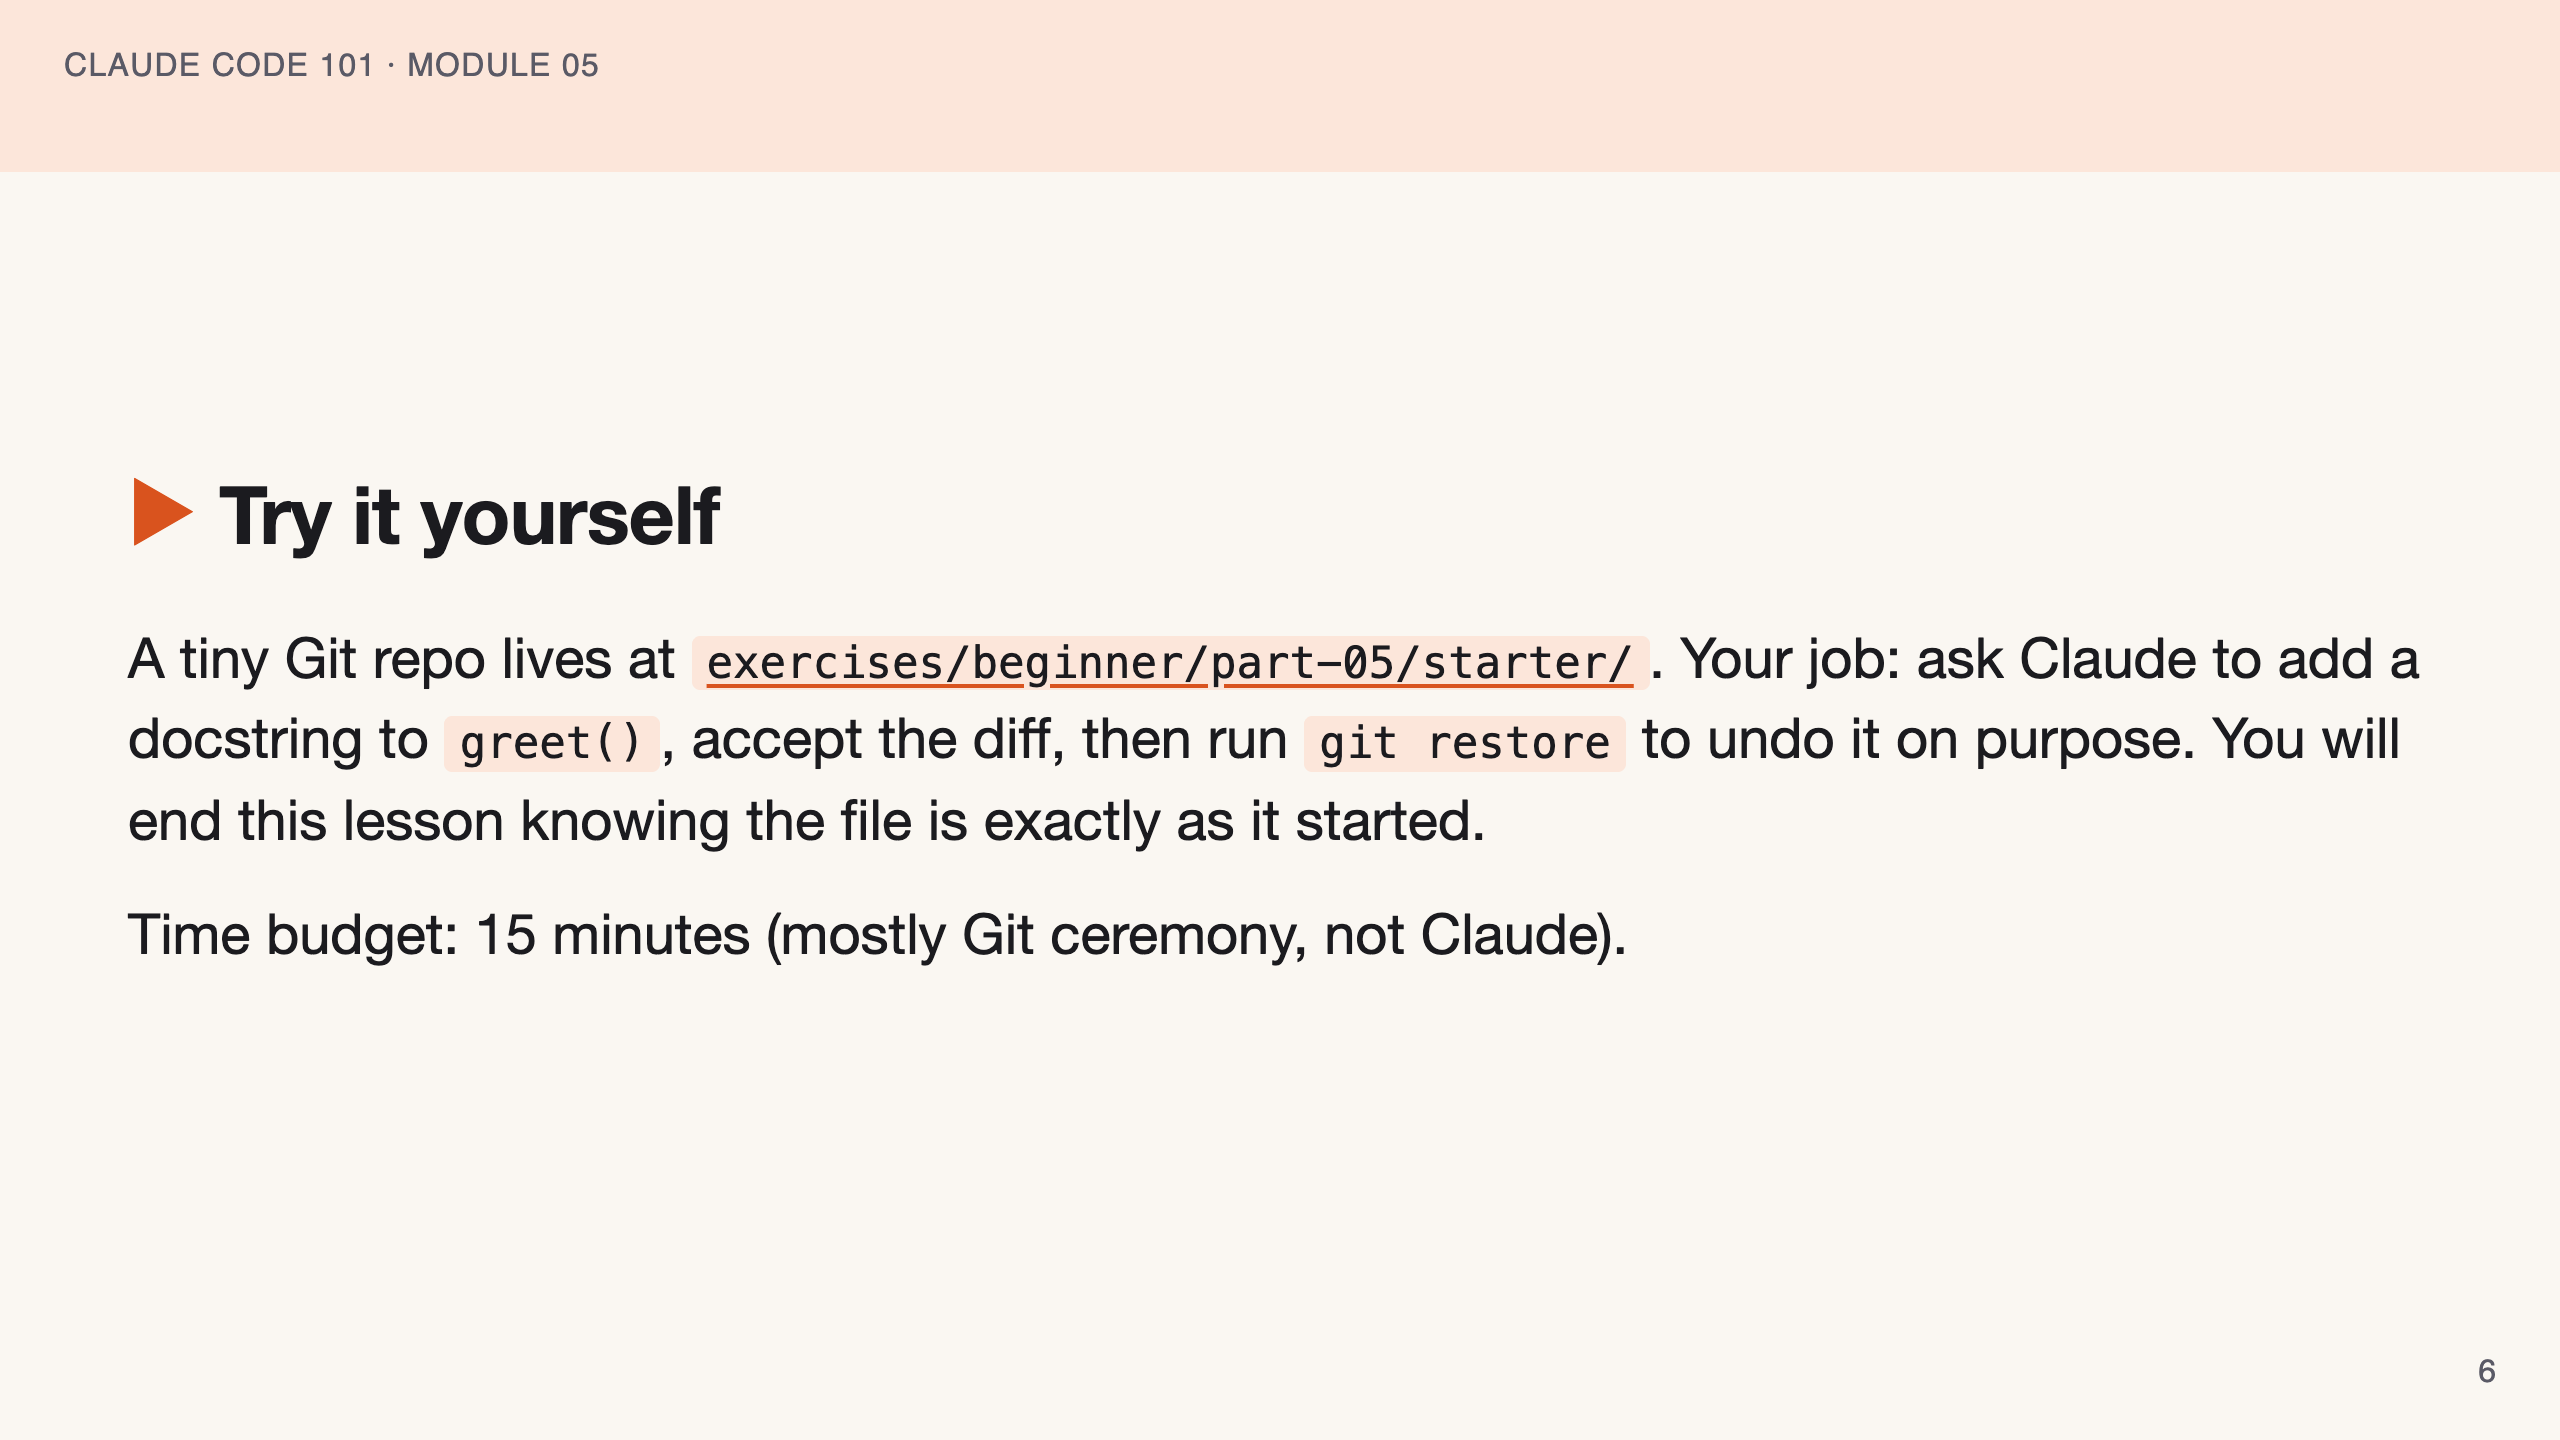 CLAUDE CODE 101 · MODULE 05
▶ Try it yourself
A tiny Git repo lives at exercises/beginner/part-05/starter/. Your job: ask Claude to add a
docstring to greet(), accept the diff, then run git restore to undo it on purpose. You will
end this lesson knowing the file is exactly as it started.
Time budget: 15 minutes (mostly Git ceremony, not Claude).
6